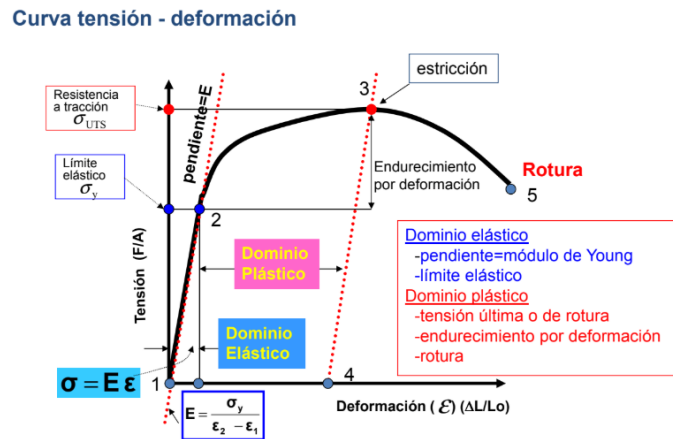 Curva tensión - deformación
estricción
3
Resistencia
a tracción
σUTS
pendiente=E
Límite
elástico
σy
Endurecimiento
por deformación
Rotura
5
2
Tensión (F/A)
Dominio
Plástico
Dominio
Elástico
Dominio elástico
-pendiente=módulo de Young
-límite elástico
Dominio plástico
-tensión última o de rotura
-endurecimiento por deformación
-rotura
σ = E ε
1
4
E = σy / ε2 − ε1
Deformación (ℰ) (ΔL/Lo)